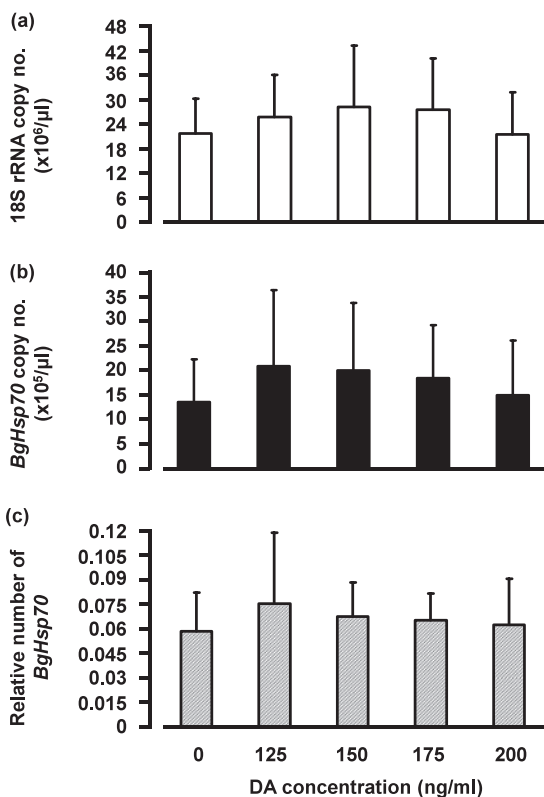 (a)
18S rRNA copy no.
(x10⁶/µl)
48
42
36
30
24
18
12
6
0
(b)
BgHsp70 copy no.
(x10⁵/µl)
40
35
30
25
20
15
10
5
0
(c)
Relative number of
BgHsp70
0.12
0.105
0.09
0.075
0.06
0.045
0.03
0.015
0
0 125 150 175 200
DA concentration (ng/ml)